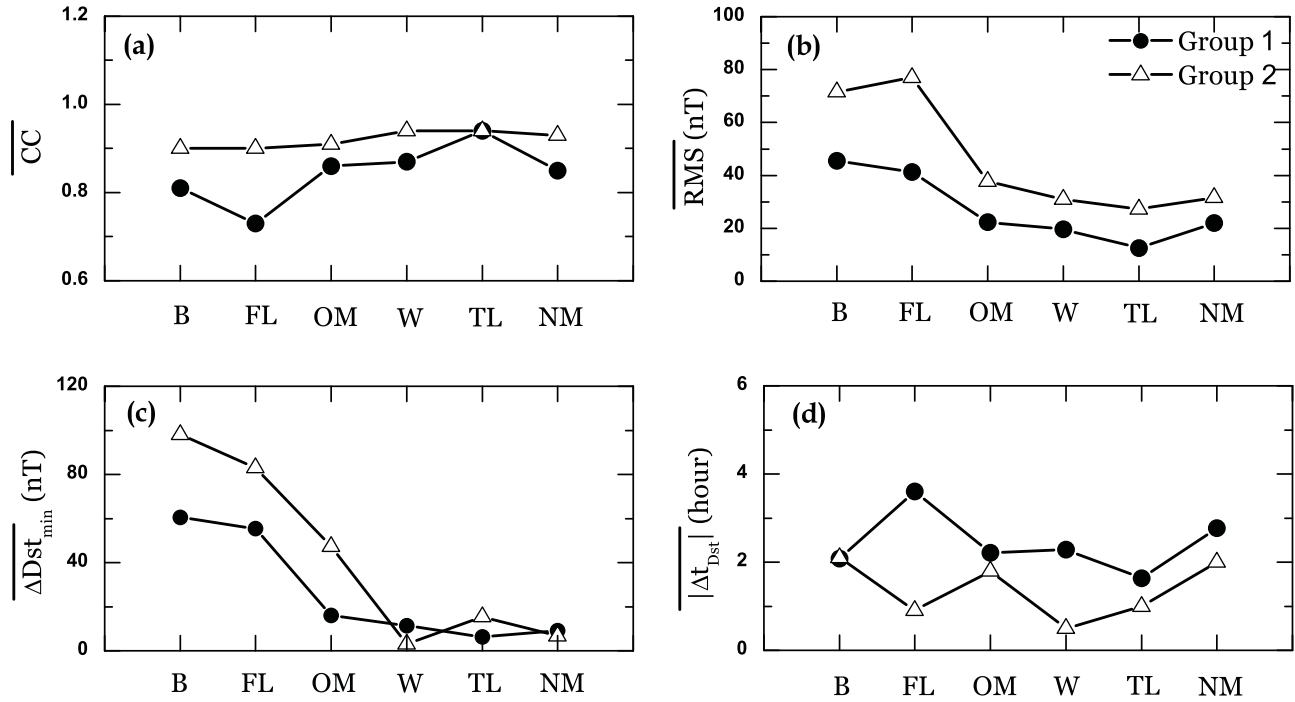 (a)
CC
1.2
1.0
0.8
0.6
B FL OM W TL NM
(b)
RMS (nT)
100
80
60
40
20
0
Group 1
Group 2
B FL OM W TL NM
(c)
ΔDst_min (nT)
120
80
40
0
B FL OM W TL NM
(d)
|Δt_Dst| (hour)
6
4
2
0
B FL OM W TL NM